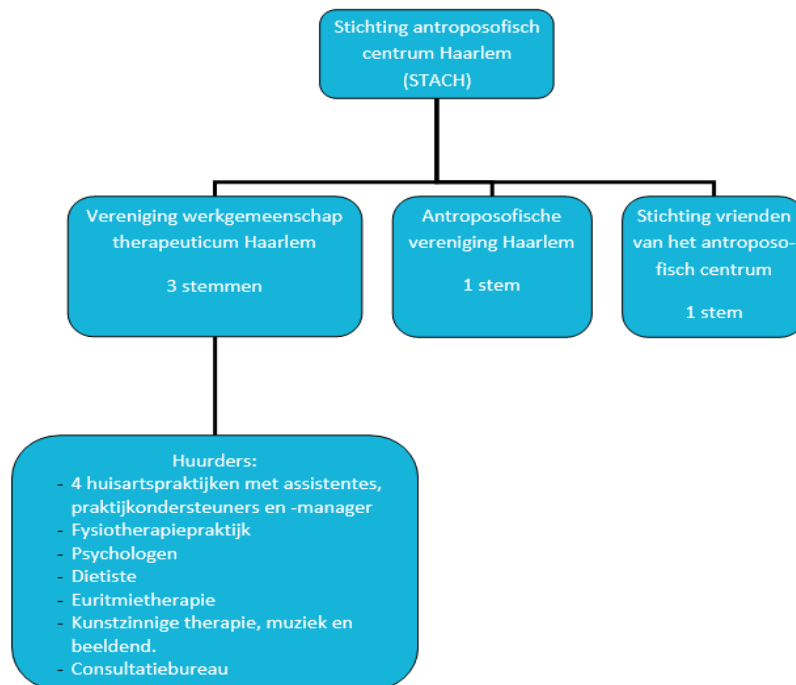 Stichting antroposofisch
centrum Haarlem
(STACH)
Vereniging werkgemeenschap
therapeuticum Haarlem
3 stemmen
Antroposofische
vereniging Haarlem
1 stem
Stichting vrienden
van het antroposo-
fisch centrum
1 stem
Huurders:
- 4 huisartspraktijken met assistentes,
praktijkondersteuners en -manager
- Fysiotherapiepraktijk
- Psychologen
- Dietiste
- Euritmietherapie
- Kunstzinnige therapie, muziek en
beeldend.
- Consultatiebureau